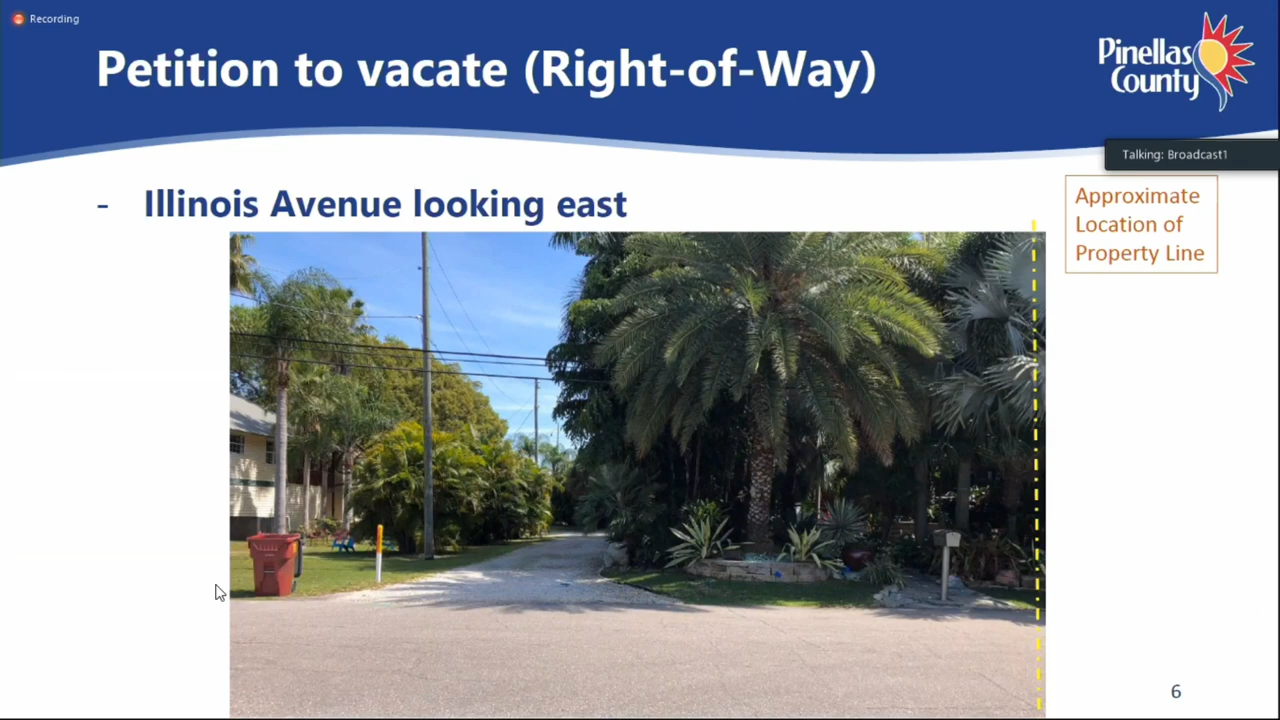 Recording
Petition to vacate (Right-of-Way)
Pinellas
County
Talking: Broadcast1
- Illinois Avenue looking east
Approximate
Location of
Property Line
6